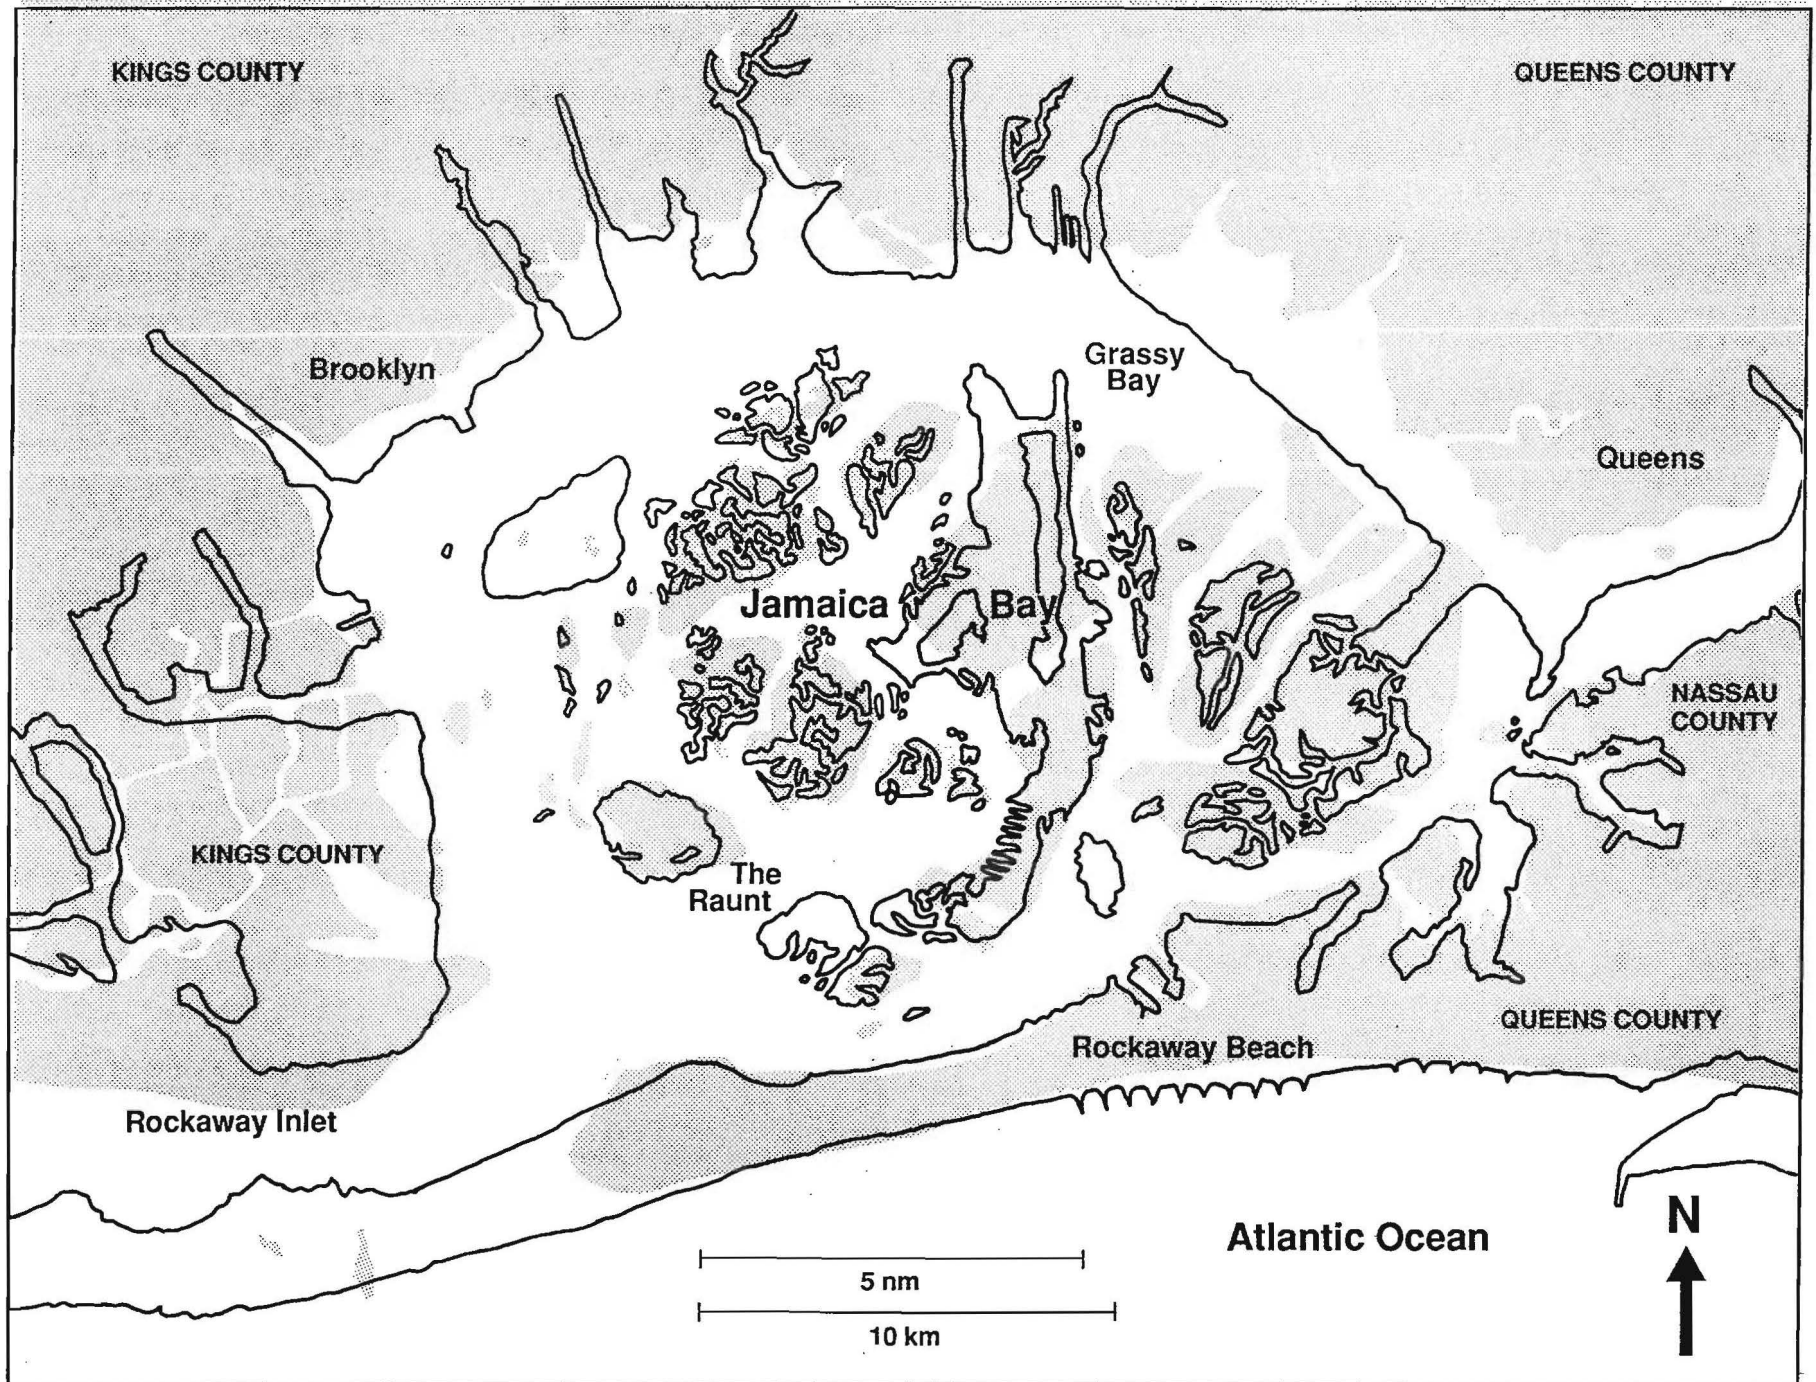 KINGS COUNTY
QUEENS COUNTY
Brooklyn
Grassy
Bay
Queens
Jamaica Bay
NASSAU
COUNTY
KINGS COUNTY
The
Raunt
QUEENS COUNTY
Rockaway Beach
Rockaway Inlet
N
Atlantic Ocean
5 nm
10 km